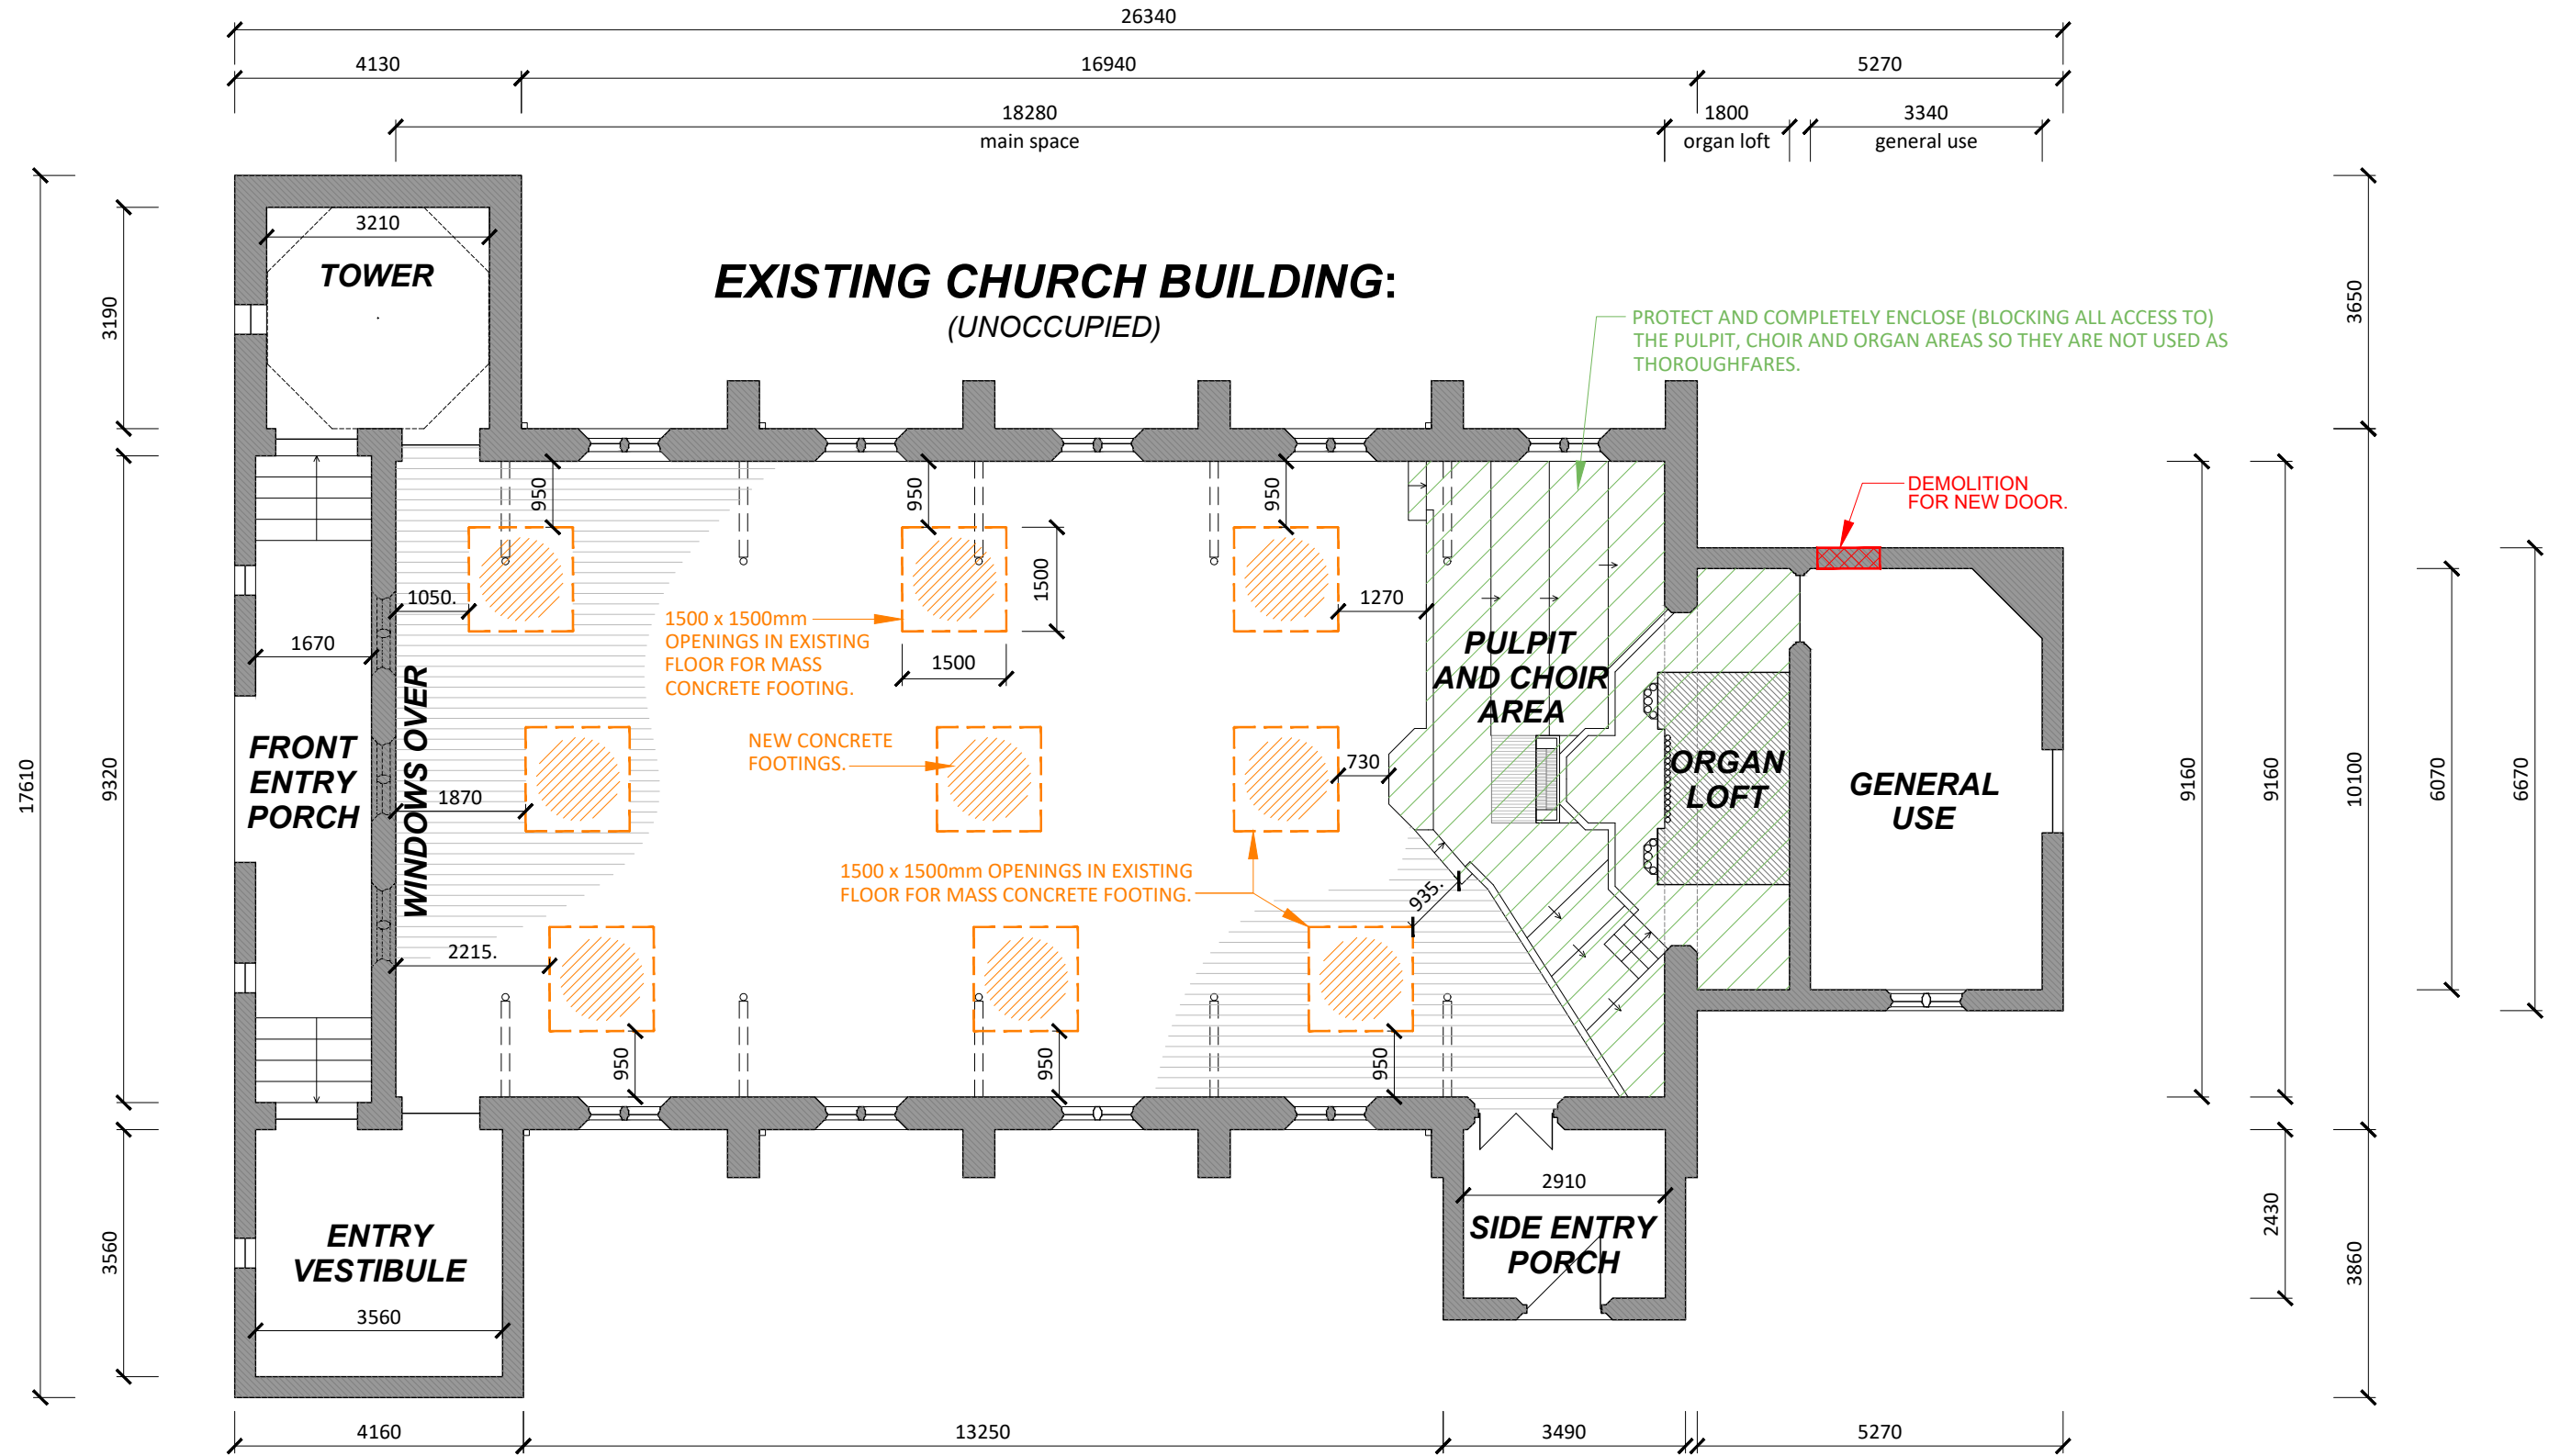 26340
4130
16940
5270
18280
main space
1800
organ loft
3340
general use
3210
TOWER
EXISTING CHURCH BUILDING:
(UNOCCUPIED)
PROTECT AND COMPLETELY ENCLOSE (BLOCKING ALL ACCESS TO)
THE PULPIT, CHOIR AND ORGAN AREAS SO THEY ARE NOT USED AS
THOROUGHFARES.
3190
3650
DEMOLITION
FOR NEW DOOR.
950
950
950
1500
1050.
1270
1500 x 1500mm
OPENINGS IN EXISTING
FLOOR FOR MASS
CONCRETE FOOTING.
1500
1670
PULPIT
AND CHOIR
AREA
WINDOWS OVER
FRONT
ENTRY
PORCH
NEW CONCRETE
FOOTINGS.
730
ORGAN
LOFT
GENERAL
USE
17610
9320
1870
9160
9160
10100
6070
6670
1500 x 1500mm OPENINGS IN EXISTING
FLOOR FOR MASS CONCRETE FOOTING.
935.
2215.
950
950
950
2910
SIDE ENTRY
PORCH
2430
3860
3560
ENTRY
VESTIBULE
3560
4160
13250
3490
5270